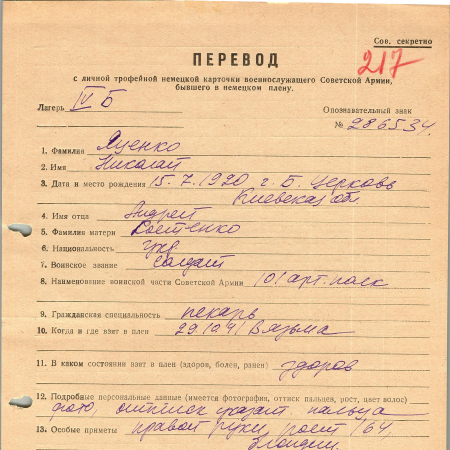 Сов. секретно
ПЕРЕВОД
217
с личной трофейной немецкой карточки военнослужащего Советской Армии,
бывшего в немецком плену.
Лагерь IV Б
Опознавательный знак
№ 286534.
1. Фамилия Яценко
2. Имя Николай
3. Дата и место рождения 15.7.1920 г. Б. Церковь
Киевская обл.
4. Имя отца Андрей
5. Фамилия матери Костенко
6. Национальность укр
7. Воинское звание солдат
8. Наименование воинской части Советской Армии 101 арт. полк
9. Гражданская специальность пекарь
10. Когда и где взят в плен 29.10.41 Вязьма
11. В каком состоянии взят в плен (здоров, болен, ранен) здоров
12. Подробные персональные данные (имеется фотография, оттиск пальцев, рост, цвет волос)
фото, оттиск указат. пальца
13. Особые приметы правой руки, рост 164,
блондин.